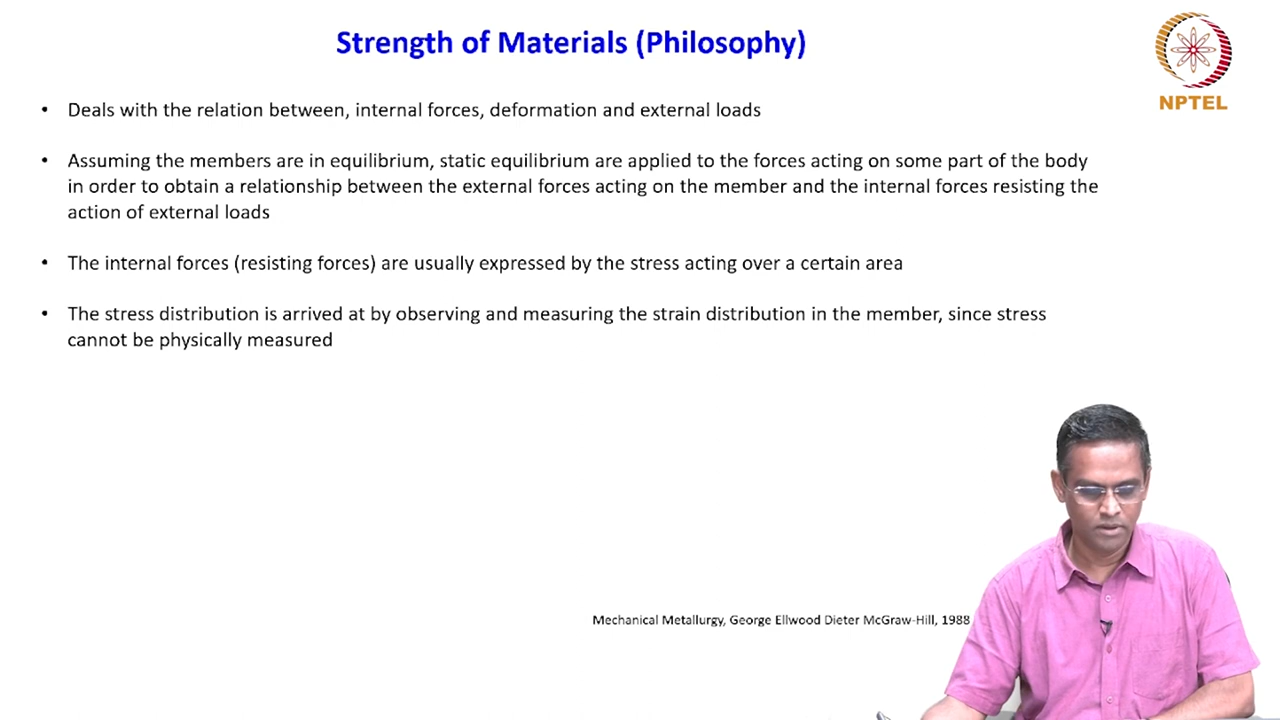 Strength of Materials (Philosophy)
NPTEL
• Deals with the relation between, internal forces, deformation and external loads
• Assuming the members are in equilibrium, static equilibrium are applied to the forces acting on some part of the body
in order to obtain a relationship between the external forces acting on the member and the internal forces resisting the
action of external loads
• The internal forces (resisting forces) are usually expressed by the stress acting over a certain area
• The stress distribution is arrived at by observing and measuring the strain distribution in the member, since stress
cannot be physically measured
Mechanical Metallurgy, George Ellwood Dieter McGraw-Hill, 1988